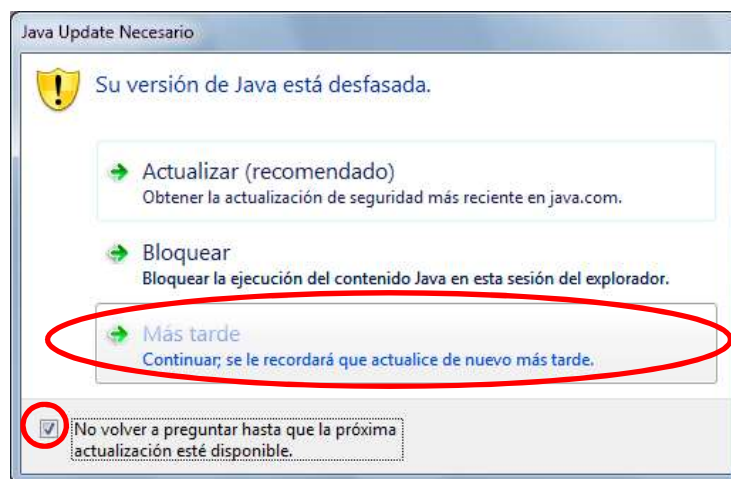 Java Update Necesario
Su versión de Java está desfasada.
Actualizar (recomendado)
Obtener la actualización de seguridad más reciente en java.com.
Bloquear
Bloquear la ejecución del contenido Java en esta sesión del explorador.
Más tarde
Continuar; se le recordará que actualice de nuevo más tarde.
No volver a preguntar hasta que la próxima
actualización esté disponible.